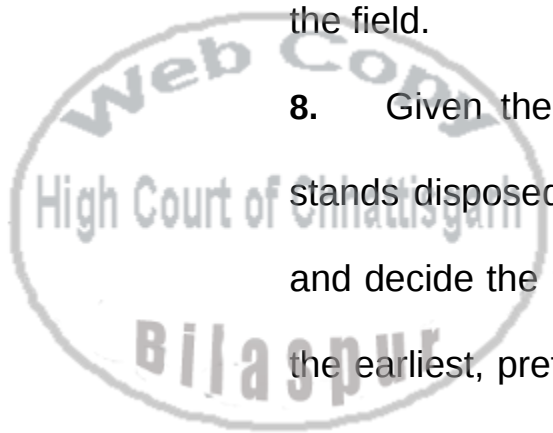 the field.
Web Copy
8. Given the
High Court of Chhattisgarh
stands disposed
and decide the
Bilaspur
the earliest,